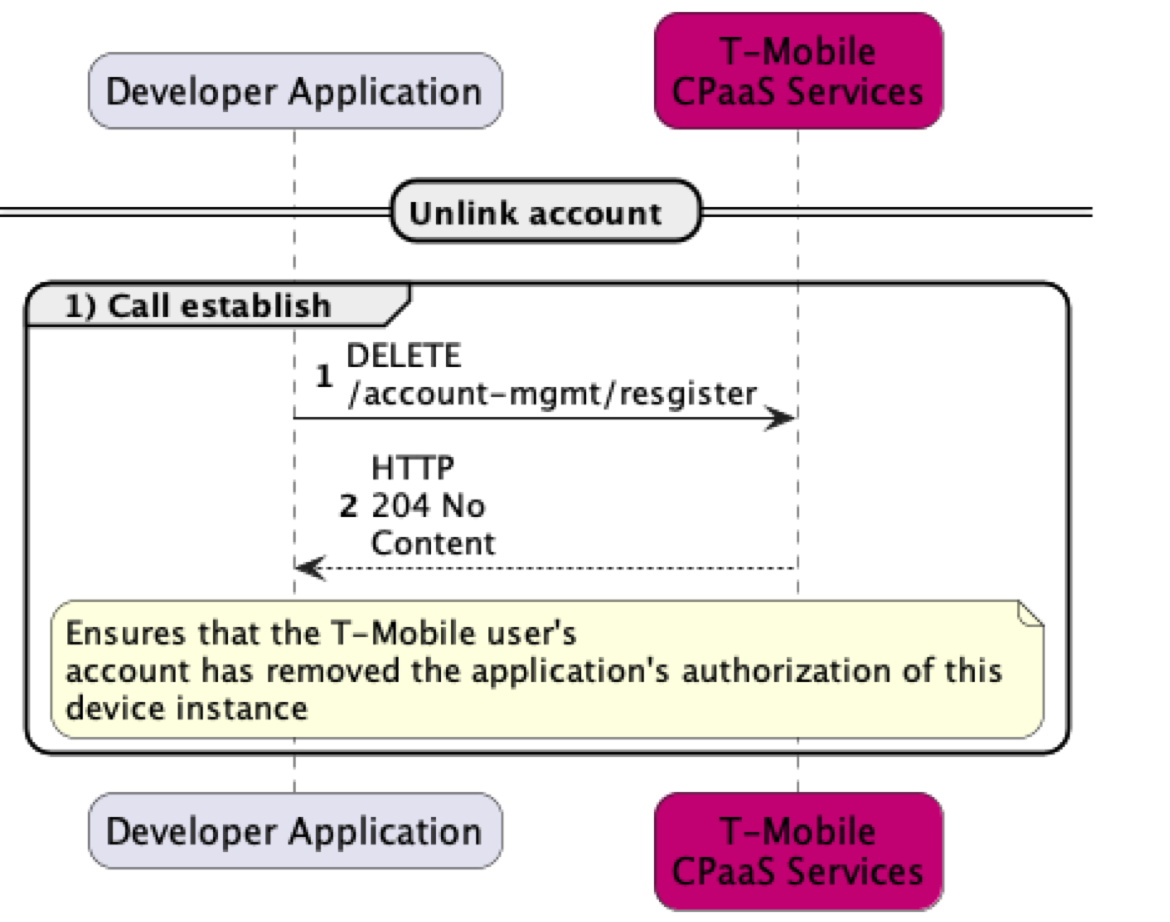 Developer Application
T-Mobile
CPaaS Services
Unlink account
1) Call establish
1 DELETE
/account-mgmt/resgister
HTTP
2 204 No
Content
Ensures that the T-Mobile user's
account has removed the application's authorization of this
device instance
Developer Application
T-Mobile
CPaaS Services